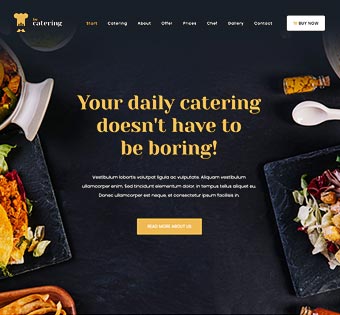 be
catering
Start Catering About Offer Prices Chef Gallery Contact BUY NOW
Your daily catering
doesn't have to
be boring!
Vestibulum lobortis volutpat ligula ac vulputate. Aliquam vestibulum
ullamcorper enim. Sed tincidunt elementum dolor, in tempus tellus aliquet eu.
Donec ullamcorper est neque, et consectetur ipsum facilisis in
READ MORE ABOUT US